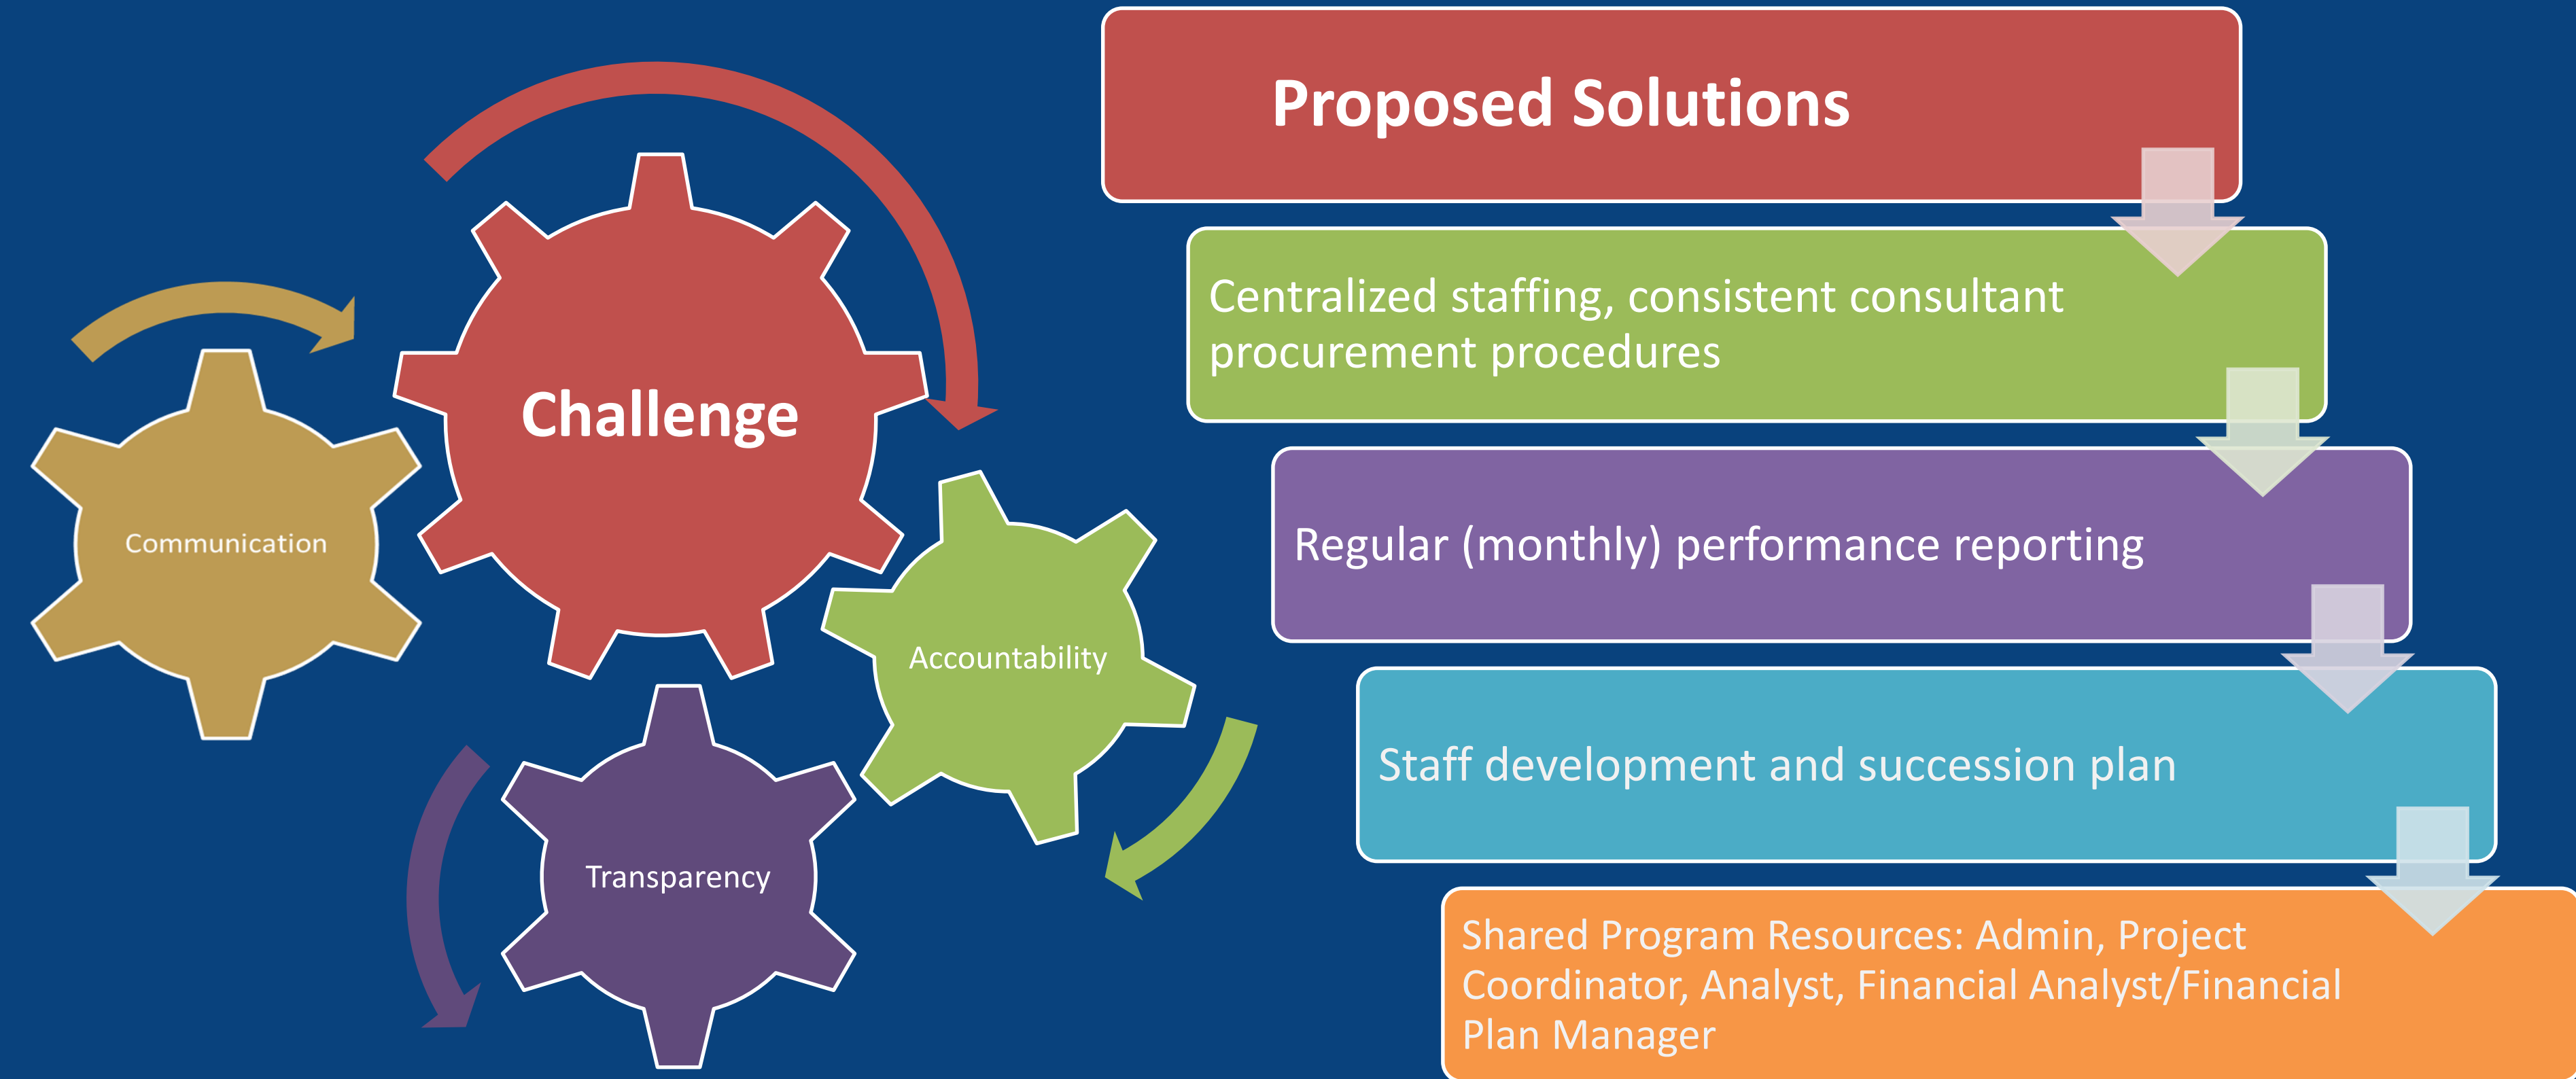 Challenge
Communication
Accountability
Transparency
Proposed Solutions
Centralized staffing, consistent consultant
procurement procedures
Regular (monthly) performance reporting
Staff development and succession plan
Shared Program Resources: Admin, Project
Coordinator, Analyst, Financial Analyst/Financial
Plan Manager